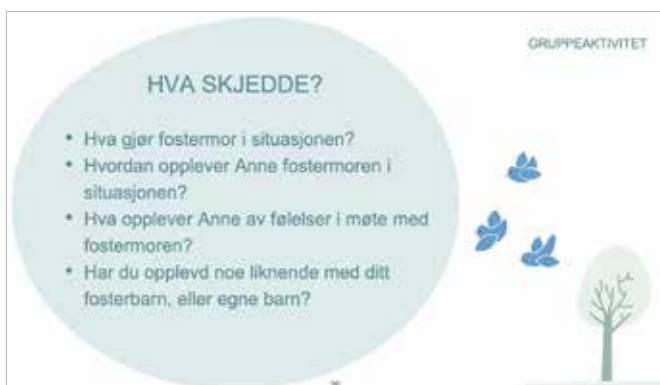 GRUPPEAKTIVITET
HVA SKJEDDE?
• Hva gjør fostermor i situasjonen?
• Hvordan opplever Anne fostermoren i
situasjonen?
• Hva opplever Anne av følelser i møte med
fostermoren?
• Har du opplevd noe liknende med ditt
fosterbarn, eller egne barn?